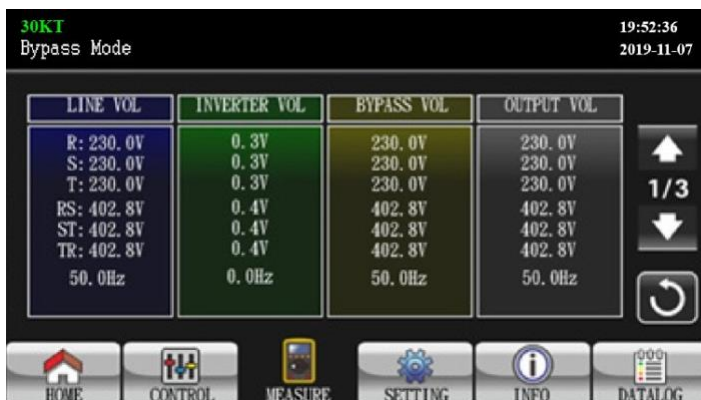 30KT
19:52:36
Bypass Mode
2019-11-07
LINE VOL
INVERTER VOL
BYPASS VOL
OUTPUT VOL
R: 230.0V 0.3V 230.0V 230.0V
S: 230.0V 0.3V 230.0V 230.0V
T: 230.0V 0.3V 230.0V 230.0V
RS: 402.8V 0.4V 402.8V 402.8V
ST: 402.8V 0.4V 402.8V 402.8V
TR: 402.8V 0.4V 402.8V 402.8V
50.0Hz 0.0Hz 50.0Hz 50.0Hz
1/3
HOME
CONTROL
MEASURE
SETTING
INFO
DATALOG